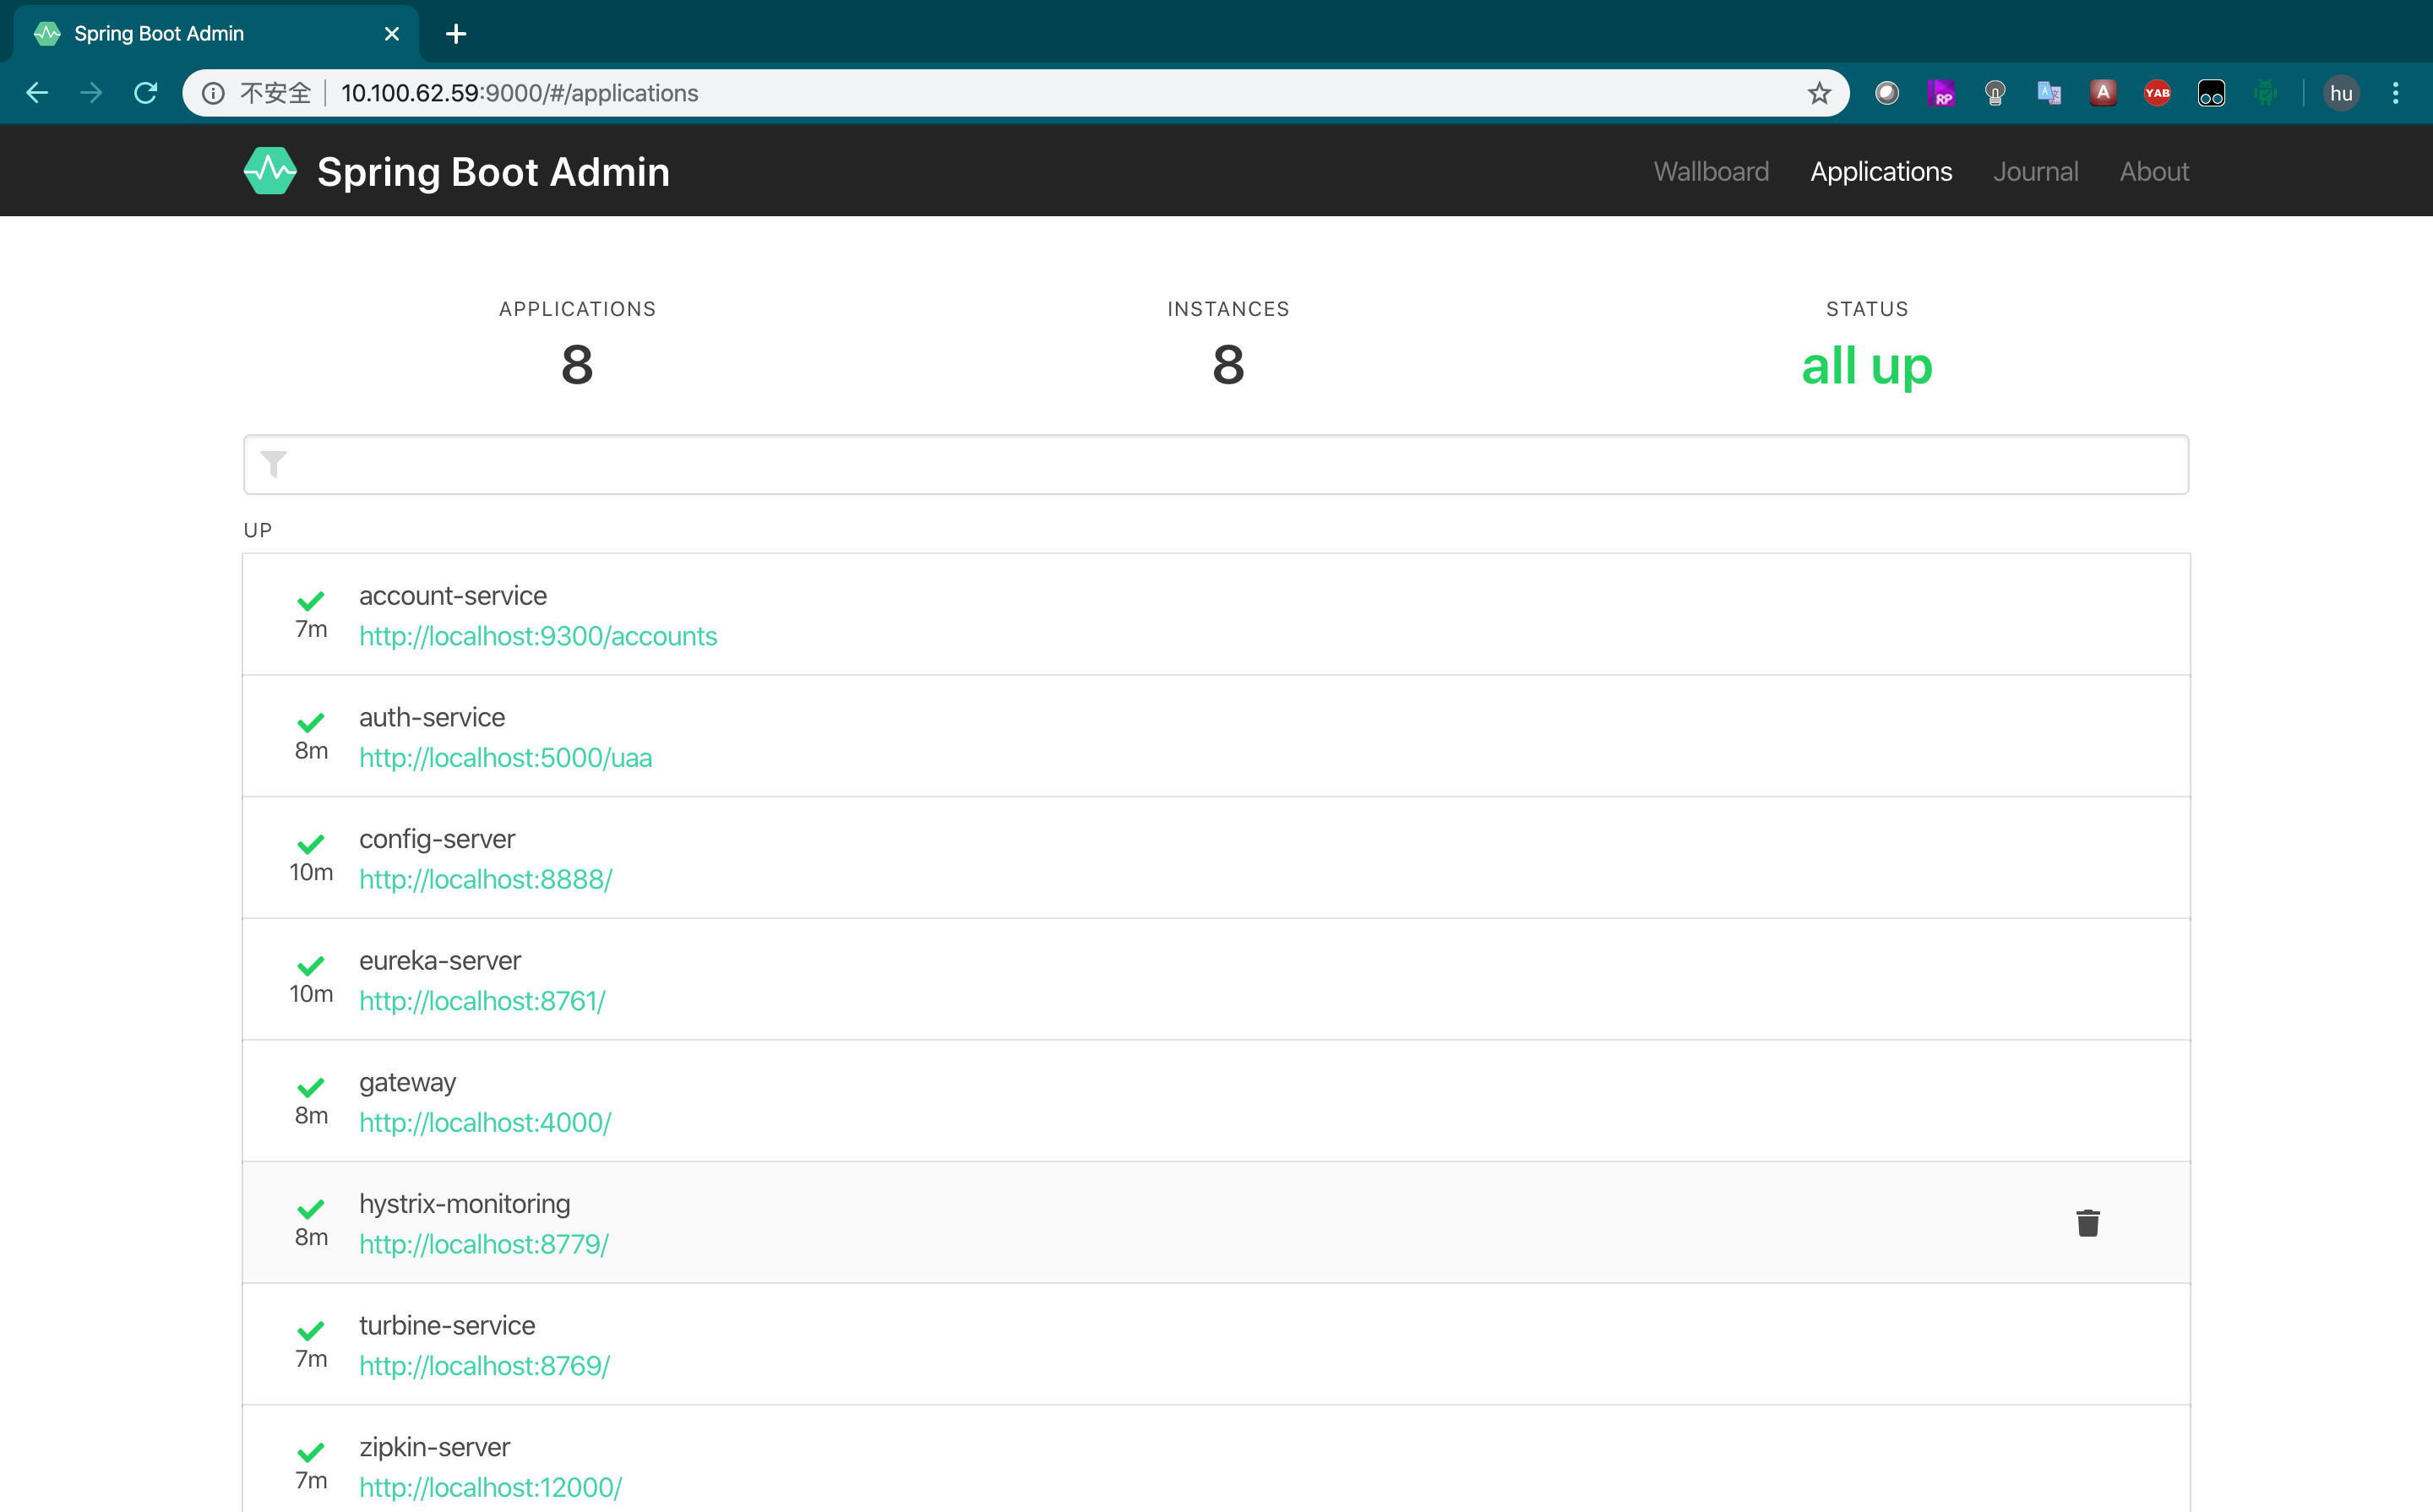 Spring Boot Admin
不安全 10.100.62.59:9000/#/applications
RP
A
YAB
hu
Spring Boot Admin
Wallboard Applications Journal About
APPLICATIONS INSTANCES STATUS
8 8 all up
UP
account-service
7m
http://localhost:9300/accounts
auth-service
8m
http://localhost:5000/uaa
config-server
10m
http://localhost:8888/
eureka-server
10m
http://localhost:8761/
gateway
8m
http://localhost:4000/
hystrix-monitoring
8m
http://localhost:8779/
turbine-service
7m
http://localhost:8769/
zipkin-server
7m
http://localhost:12000/